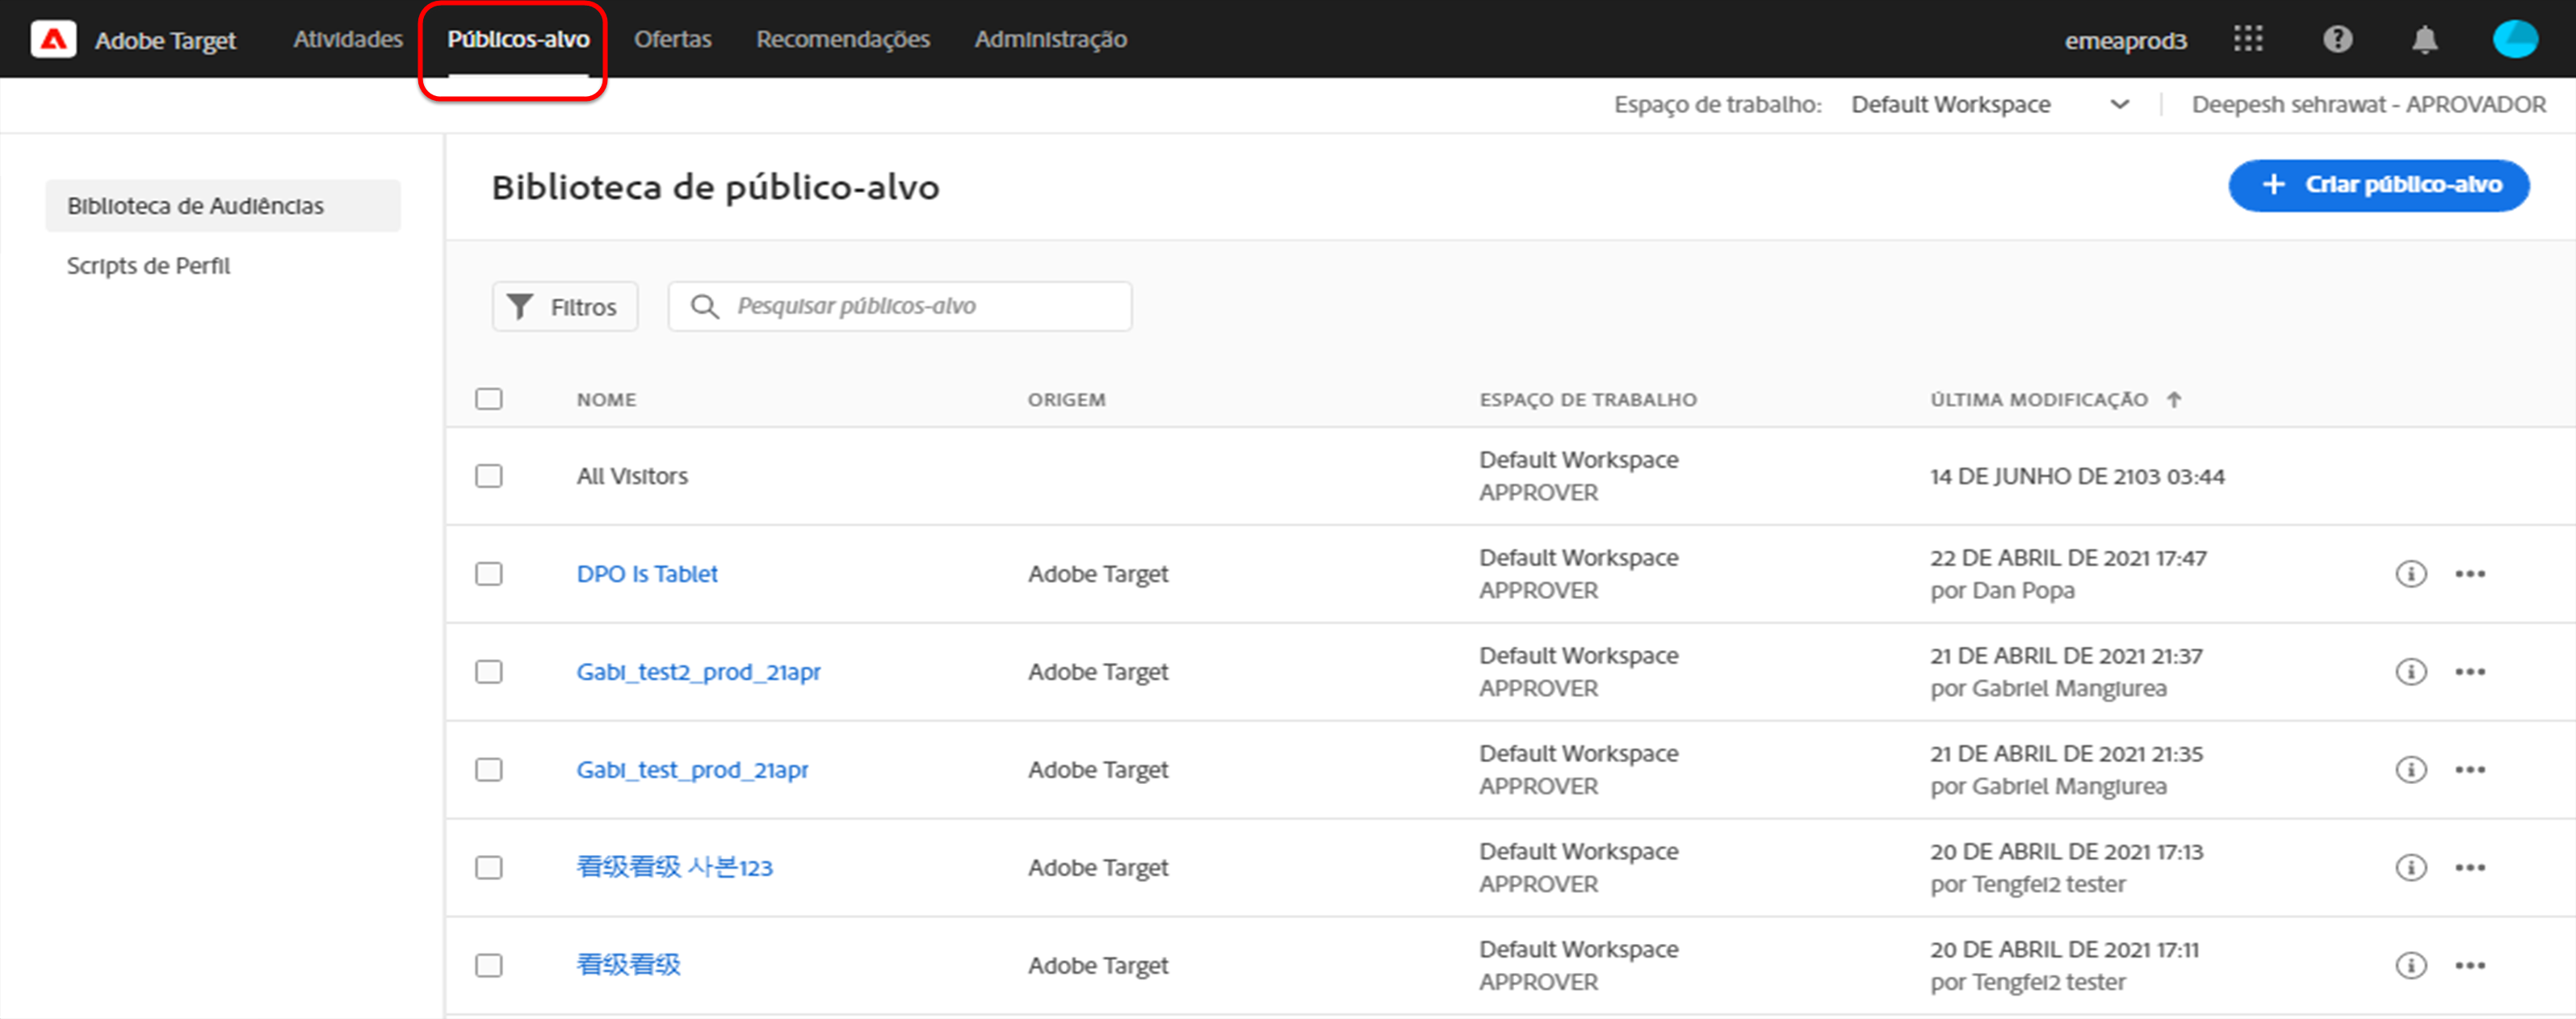 Adobe Target Atividades Públicos-alvo Ofertas Recomendações Administração emeaprod3
Espaço de trabalho: Default Workspace Deepesh sehrawat - APROVADOR
Biblioteca de Audiências
Scripts de Perfil
Biblioteca de público-alvo
+ Criar público-alvo
Filtros
Pesquisar públicos-alvo
NOME ORIGEM ESPAÇO DE TRABALHO ÚLTIMA MODIFICAÇÃO
All Visitors Default Workspace 14 DE JUNHO DE 2103 03:44
APPROVER
DPO Is Tablet Adobe Target Default Workspace 22 DE ABRIL DE 2021 17:47
APPROVER por Dan Popa
Gabi_test2_prod_21apr Adobe Target Default Workspace 21 DE ABRIL DE 2021 21:37
APPROVER por Gabriel Mangiurea
Gabi_test_prod_21apr Adobe Target Default Workspace 21 DE ABRIL DE 2021 21:35
APPROVER por Gabriel Mangiurea
看级看级 사본123 Adobe Target Default Workspace 20 DE ABRIL DE 2021 17:13
APPROVER por Tengfei2 tester
看级看级 Adobe Target Default Workspace 20 DE ABRIL DE 2021 17:11
APPROVER por Tengfei2 tester